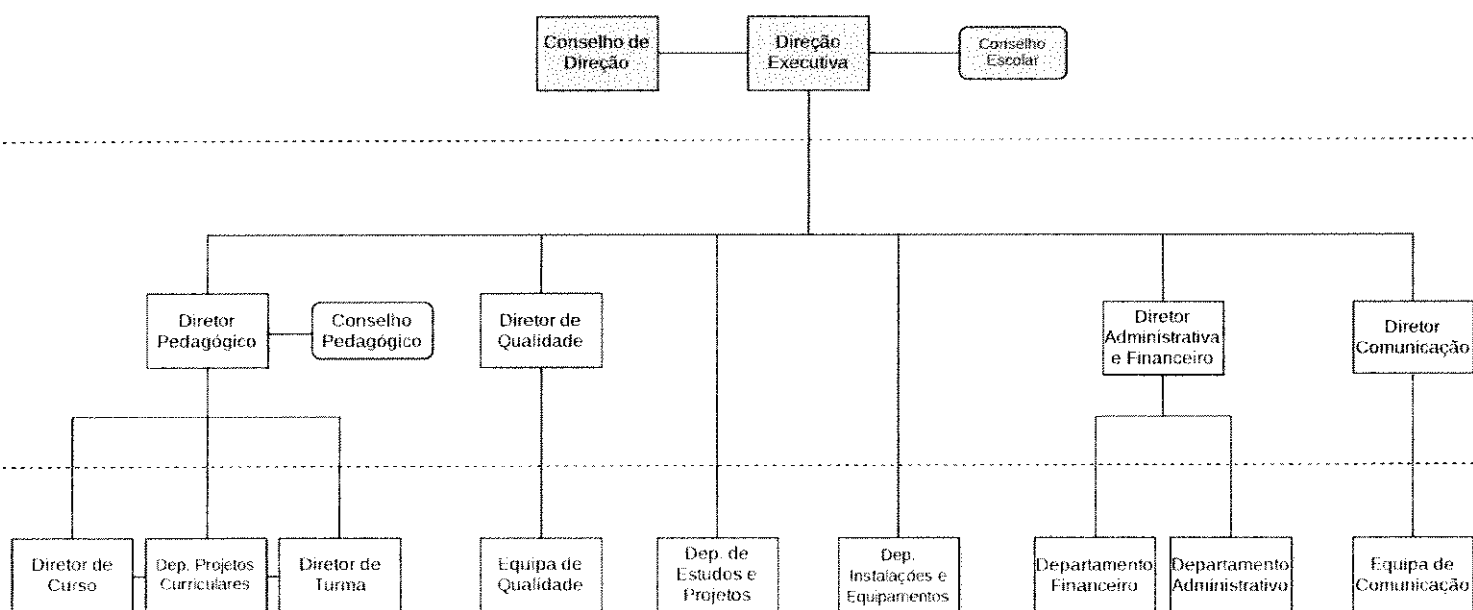 Conselho de
Direção
Direção
Executiva
Conselho
Escolar
Diretor
Pedagógico
Conselho
Pedagógico
Diretor de
Qualidade
Diretor
Administrativa
e Financeiro
Diretor
Comunicação
Diretor de
Curso
Dep. Projetos
Curriculares
Diretor de
Turma
Equipa de
Qualidade
Dep. de
Estudos e
Projetos
Dep.
Instalações e
Equipamentos
Departamento
Financeiro
Departamento
Administrativo
Equipa de
Comunicação